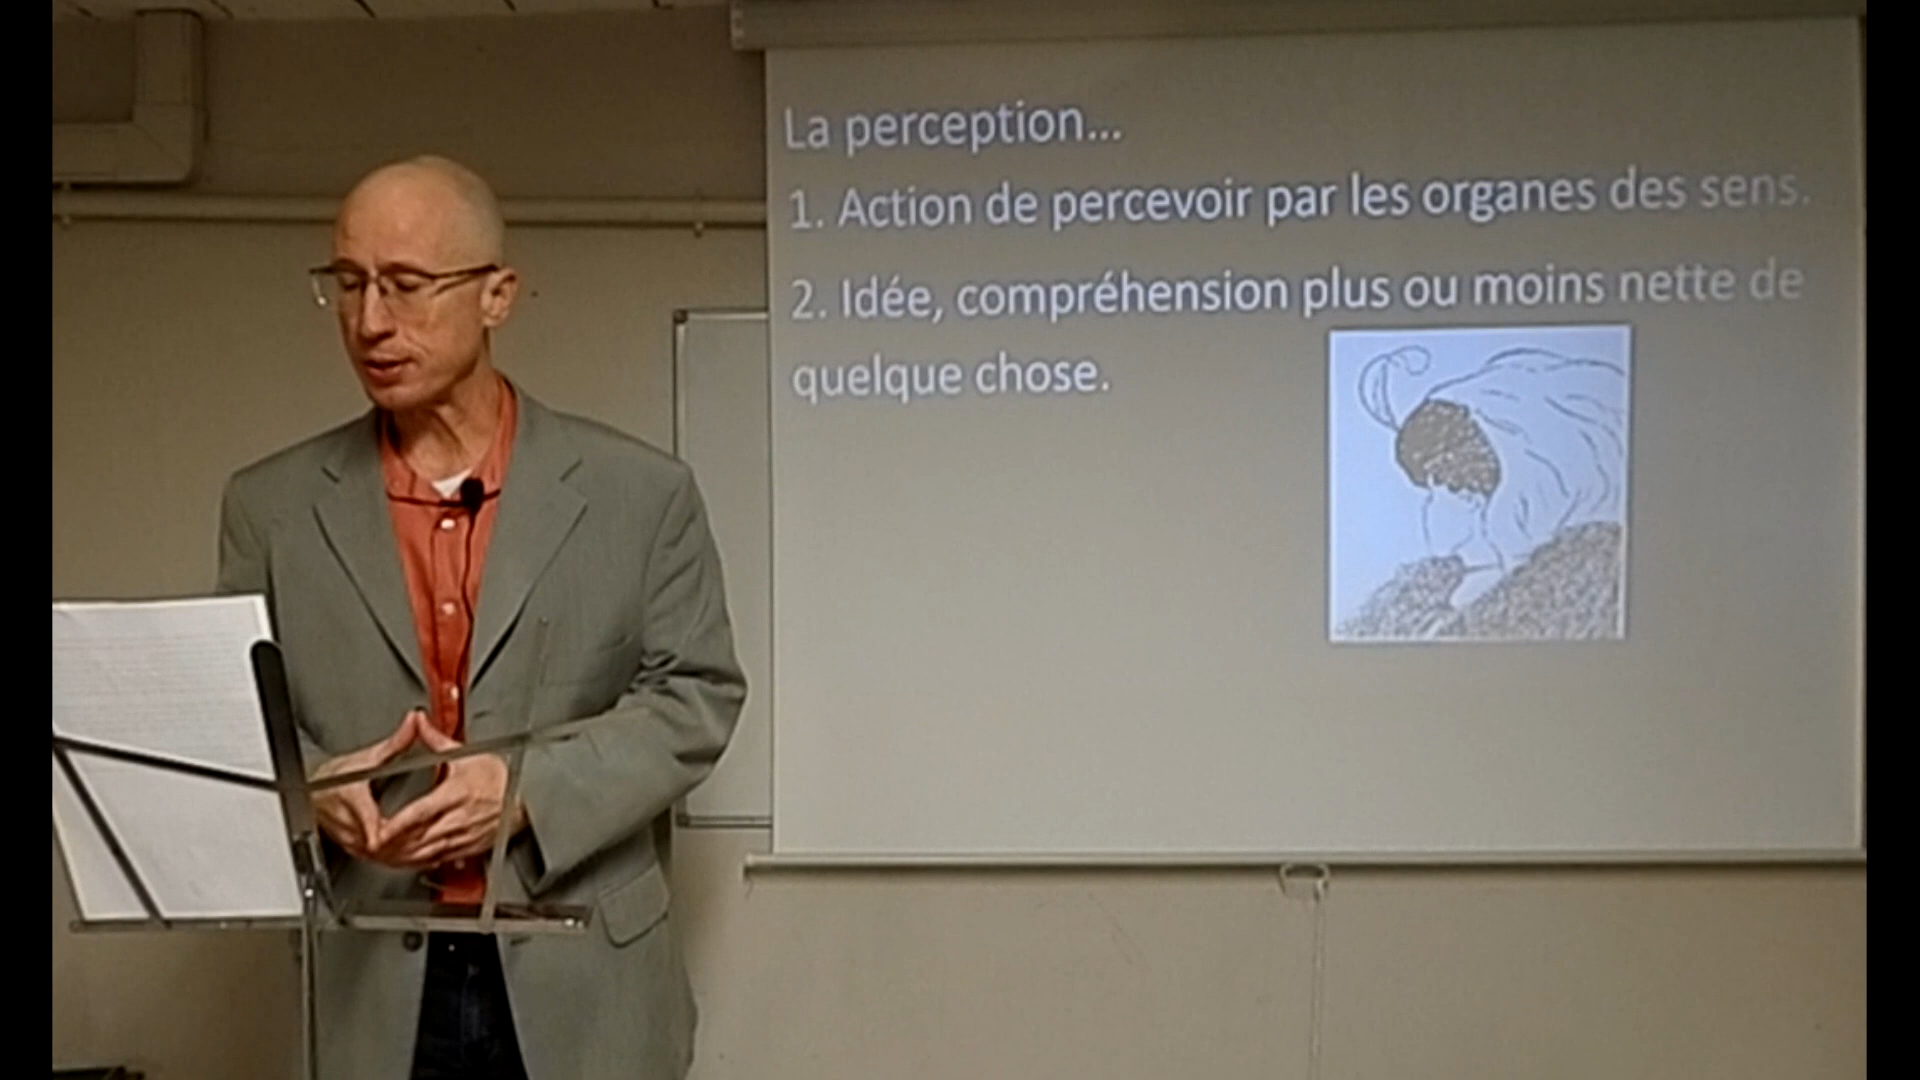 La perception...
1. Action de percevoir par les organes des sens.
2. Idée, compréhension plus ou moins nette de
quelque chose.